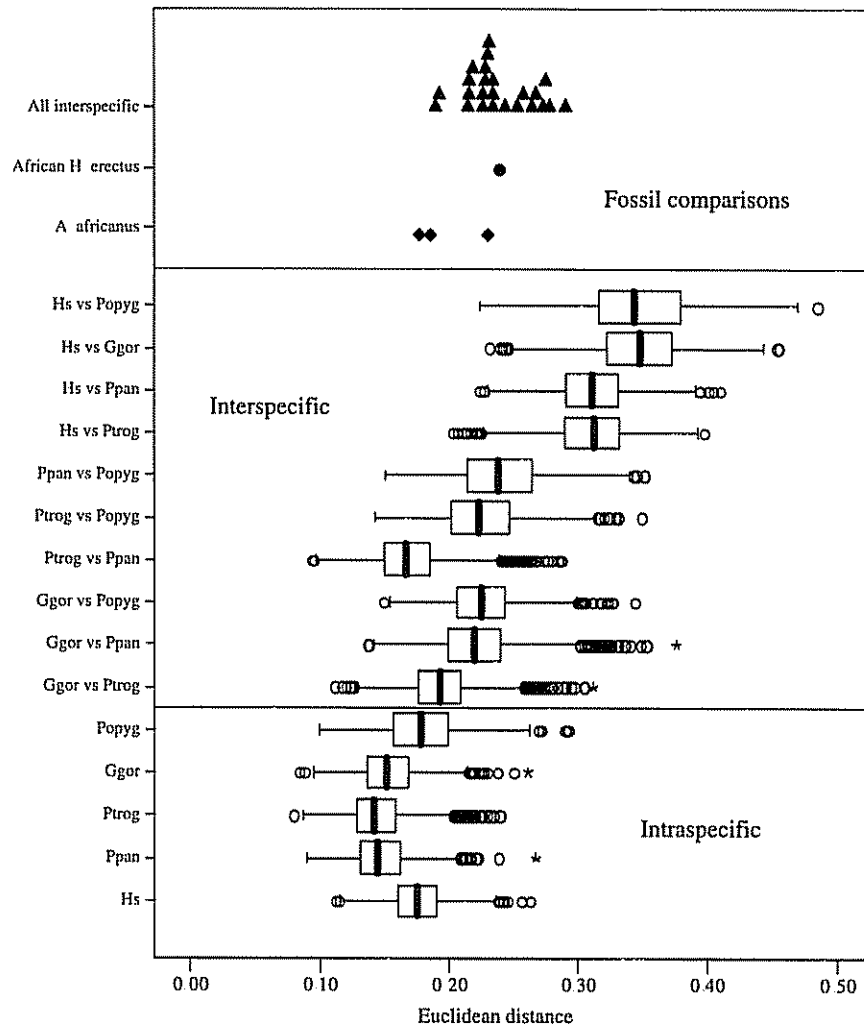 All interspecific
African H erectus
Fossil comparisons
A africanus
Hs vs Popyg
Hs vs Ggor
Hs vs Ppan
Interspecific
Hs vs Ptrog
Ppan vs Popyg
Ptrog vs Popyg
Ptrog vs Ppan
Ggor vs Popyg
Ggor vs Ppan
Ggor vs Ptrog
Popyg
Ggor
Ptrog
Intraspecific
Ppan
Hs
0.00 0.10 0.20 0.30 0.40 0.50
Euclidean distance